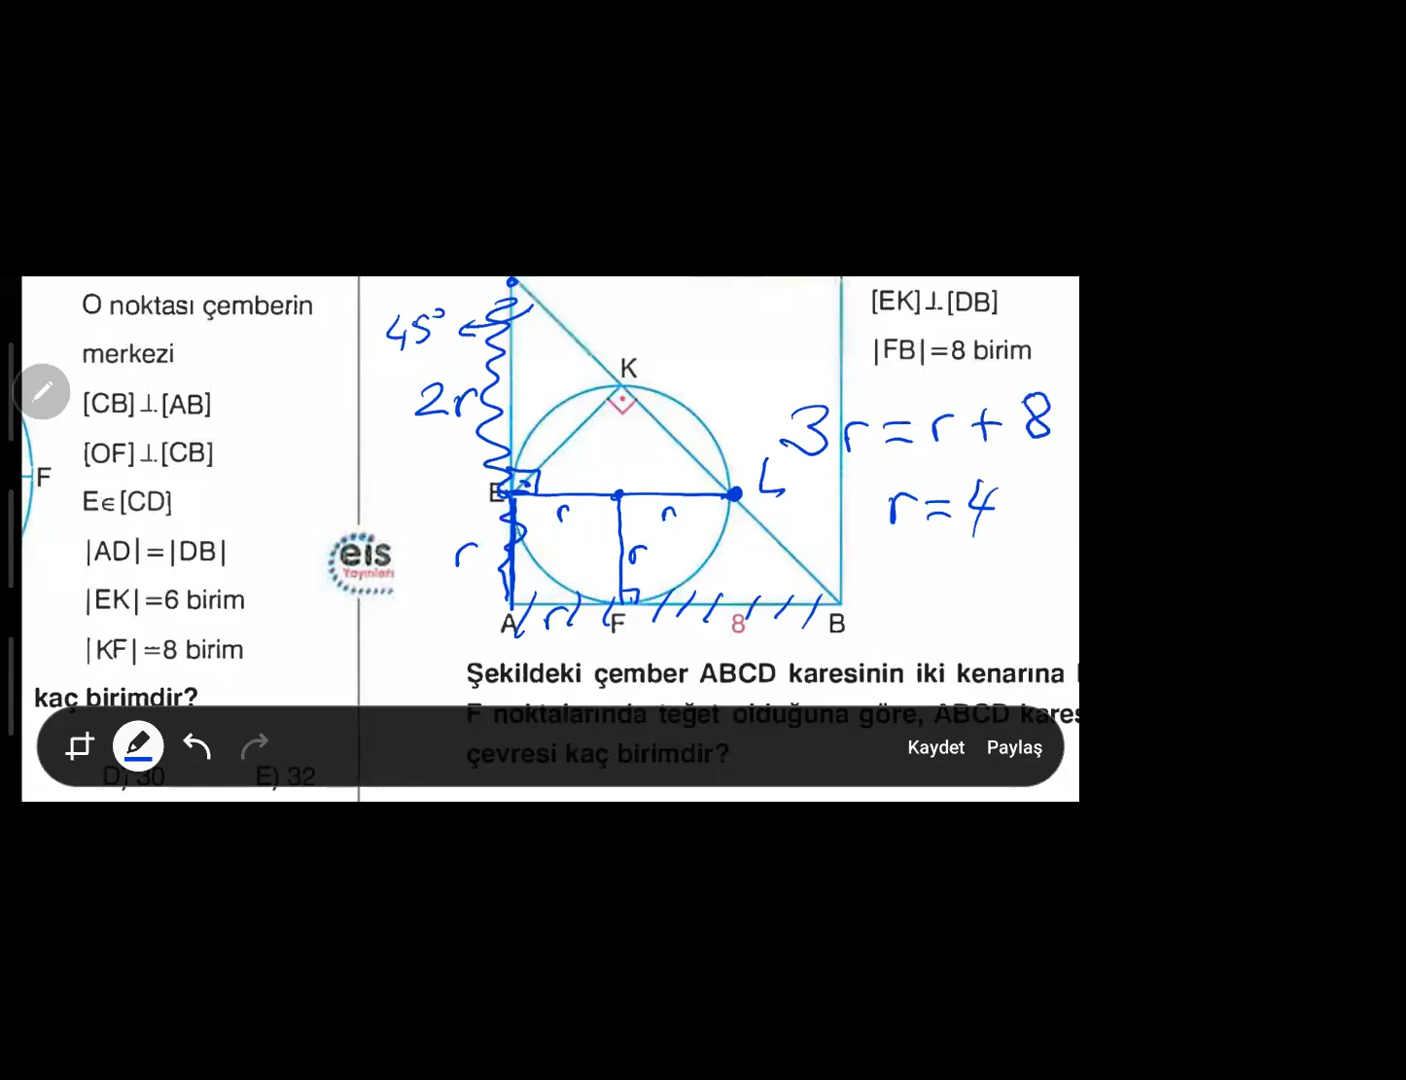 O noktası çemberin
merkezi
[CB]⊥[AB]
[OF]⊥[CB]
E∈[CD]
|AD|=|DB|
|EK|=6 birim
|KF|=8 birim
kaç birimdir?
D) 30
E) 32
F
eis
Yayınları
45°
2r
K
E
r
r
r
r
L
A
r
F
8
B
[EK]⊥[DB]
|FB|=8 birim
3r=r+8
r=4
Şekildeki çember ABCD karesinin iki kenarına
F noktalarında teğet olduğuna göre, ABCD kares
çevresi kaç birimdir?
Kaydet
Paylaş